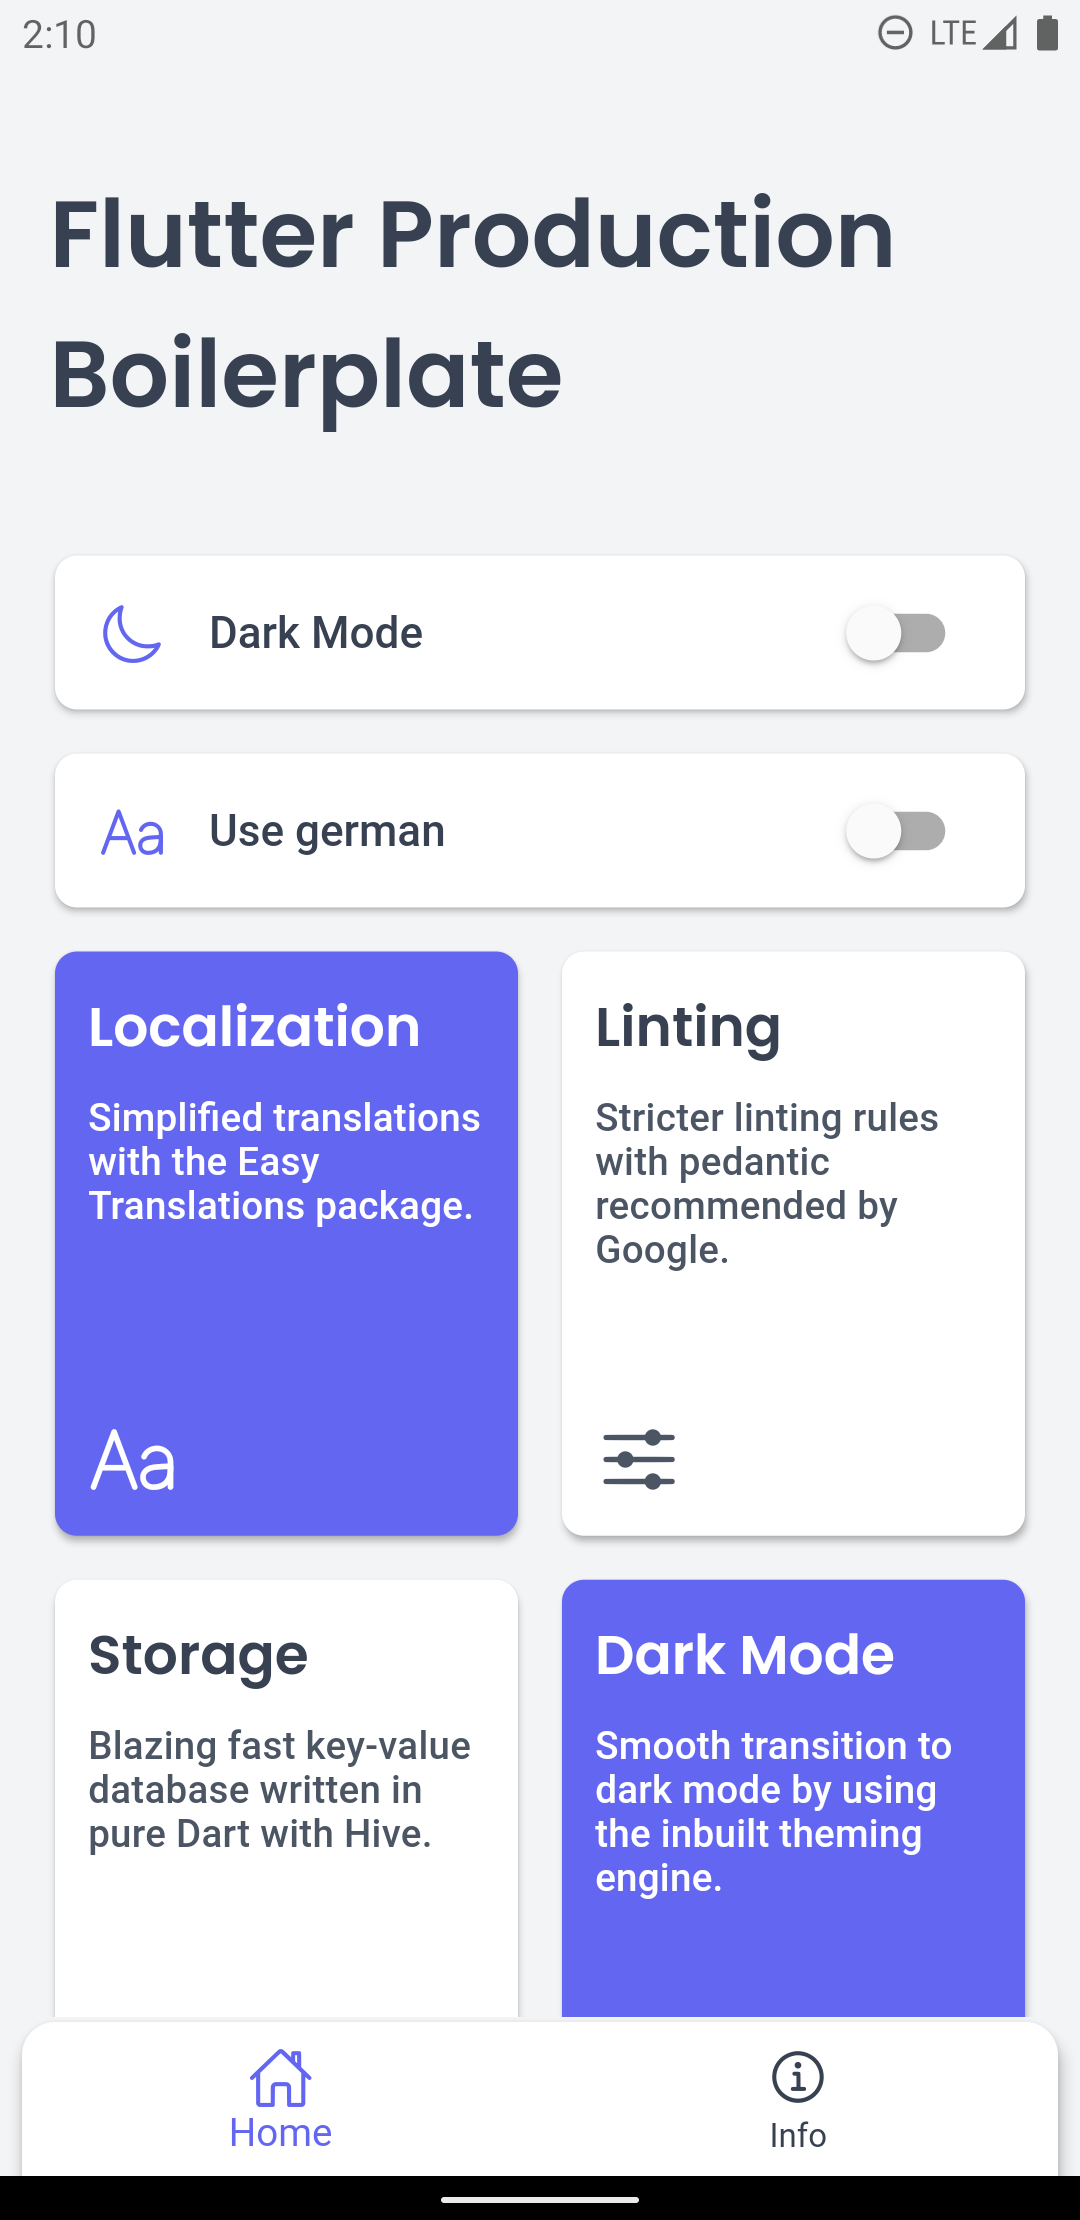 2:10
LTE
Flutter Production
Boilerplate
Dark Mode
Aa
Use german
Localization
Simplified translations
with the Easy
Translations package.
Aa
Linting
Stricter linting rules
with pedantic
recommended by
Google.
Storage
Blazing fast key-value
database written in
pure Dart with Hive.
Dark Mode
Smooth transition to
dark mode by using
the inbuilt theming
engine.
Home
Info